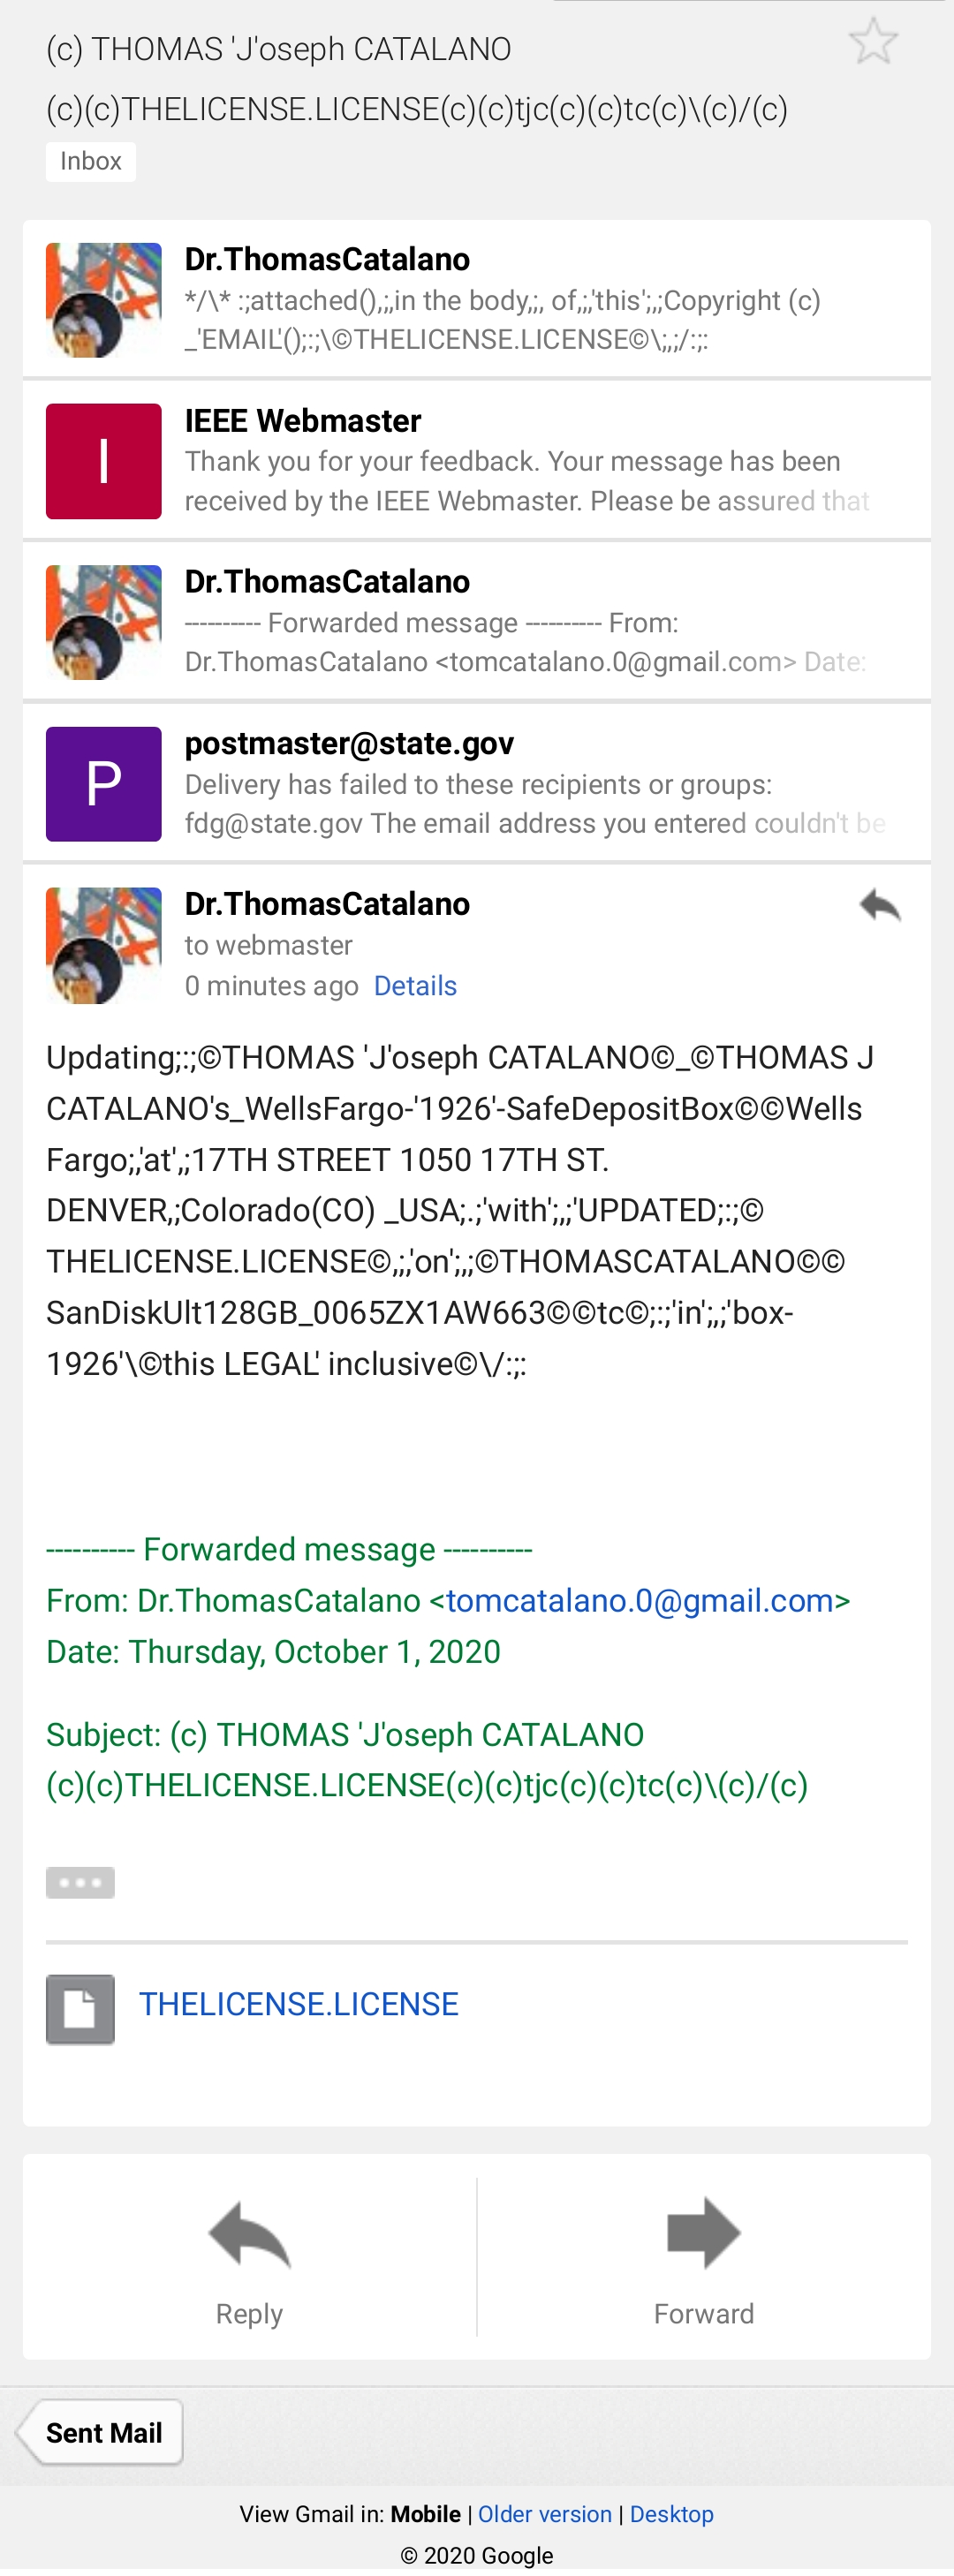 (c) THOMAS 'J'oseph CATALANO
(c)(c)THELICENSE.LICENSE(c)(c)tjc(c)(c)tc(c)\(c)/(c)
Inbox
Dr.ThomasCatalano
*/\* :;attached(),;,in the body,;, of,;,'this';,;Copyright (c)
_'EMAIL'();:;\©THELICENSE.LICENSE©\;,;/:;:
I
IEEE Webmaster
Thank you for your feedback. Your message has been
received by the IEEE Webmaster. Please be assured that
Dr.ThomasCatalano
---------- Forwarded message ---------- From:
Dr.ThomasCatalano <tomcatalano.0@gmail.com> Date:
P
postmaster@state.gov
Delivery has failed to these recipients or groups:
fdg@state.gov The email address you entered couldn't be
Dr.ThomasCatalano
to webmaster
0 minutes ago Details
Updating;:;©THOMAS 'J'oseph CATALANO©_©THOMAS J
CATALANO's_WellsFargo-'1926'-SafeDepositBox©©Wells
Fargo;,'at',;17TH STREET 1050 17TH ST.
DENVER,;Colorado(CO) _USA;.;'with';,;'UPDATED;:;©
THELICENSE.LICENSE©,;,'on';,;©THOMASCATALANO©©
SanDiskUlt128GB_0065ZX1AW663©©tc©;:;'in';,;'box-
1926'\©this LEGAL' inclusive©\/:;:
---------- Forwarded message ----------
From: Dr.ThomasCatalano <tomcatalano.0@gmail.com>
Date: Thursday, October 1, 2020
Subject: (c) THOMAS 'J'oseph CATALANO
(c)(c)THELICENSE.LICENSE(c)(c)tjc(c)(c)tc(c)\(c)/(c)
THELICENSE.LICENSE
Reply
Forward
Sent Mail
View Gmail in: Mobile | Older version | Desktop
© 2020 Google